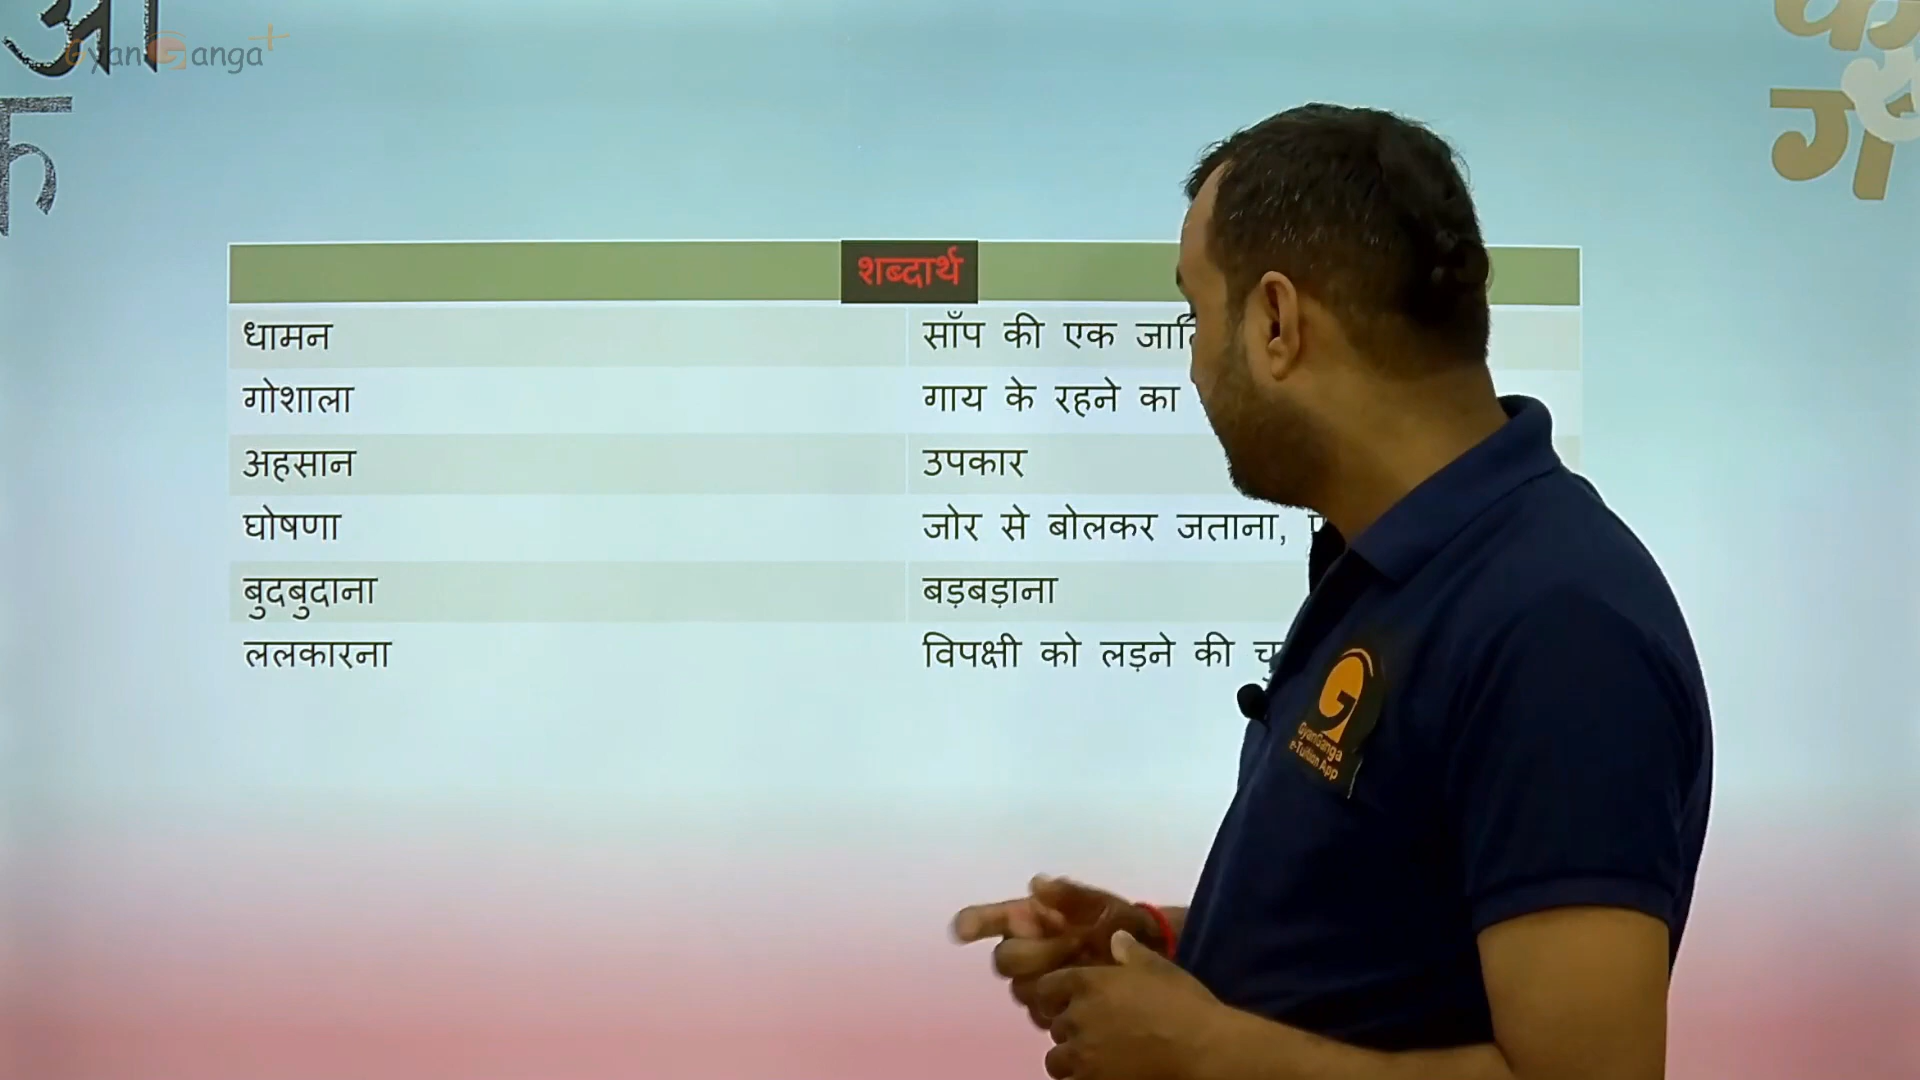 GyanGanga+
शब्दार्थ
धामन साँप की एक
गोशाला गाय के रहने का
अहसान उपकार
घोषणा जोर से बोलकर जताना,
बुदबुदाना बड़बड़ाना
ललकारना विपक्षी को लड़ने की
GyanGanga
e-Tuition App